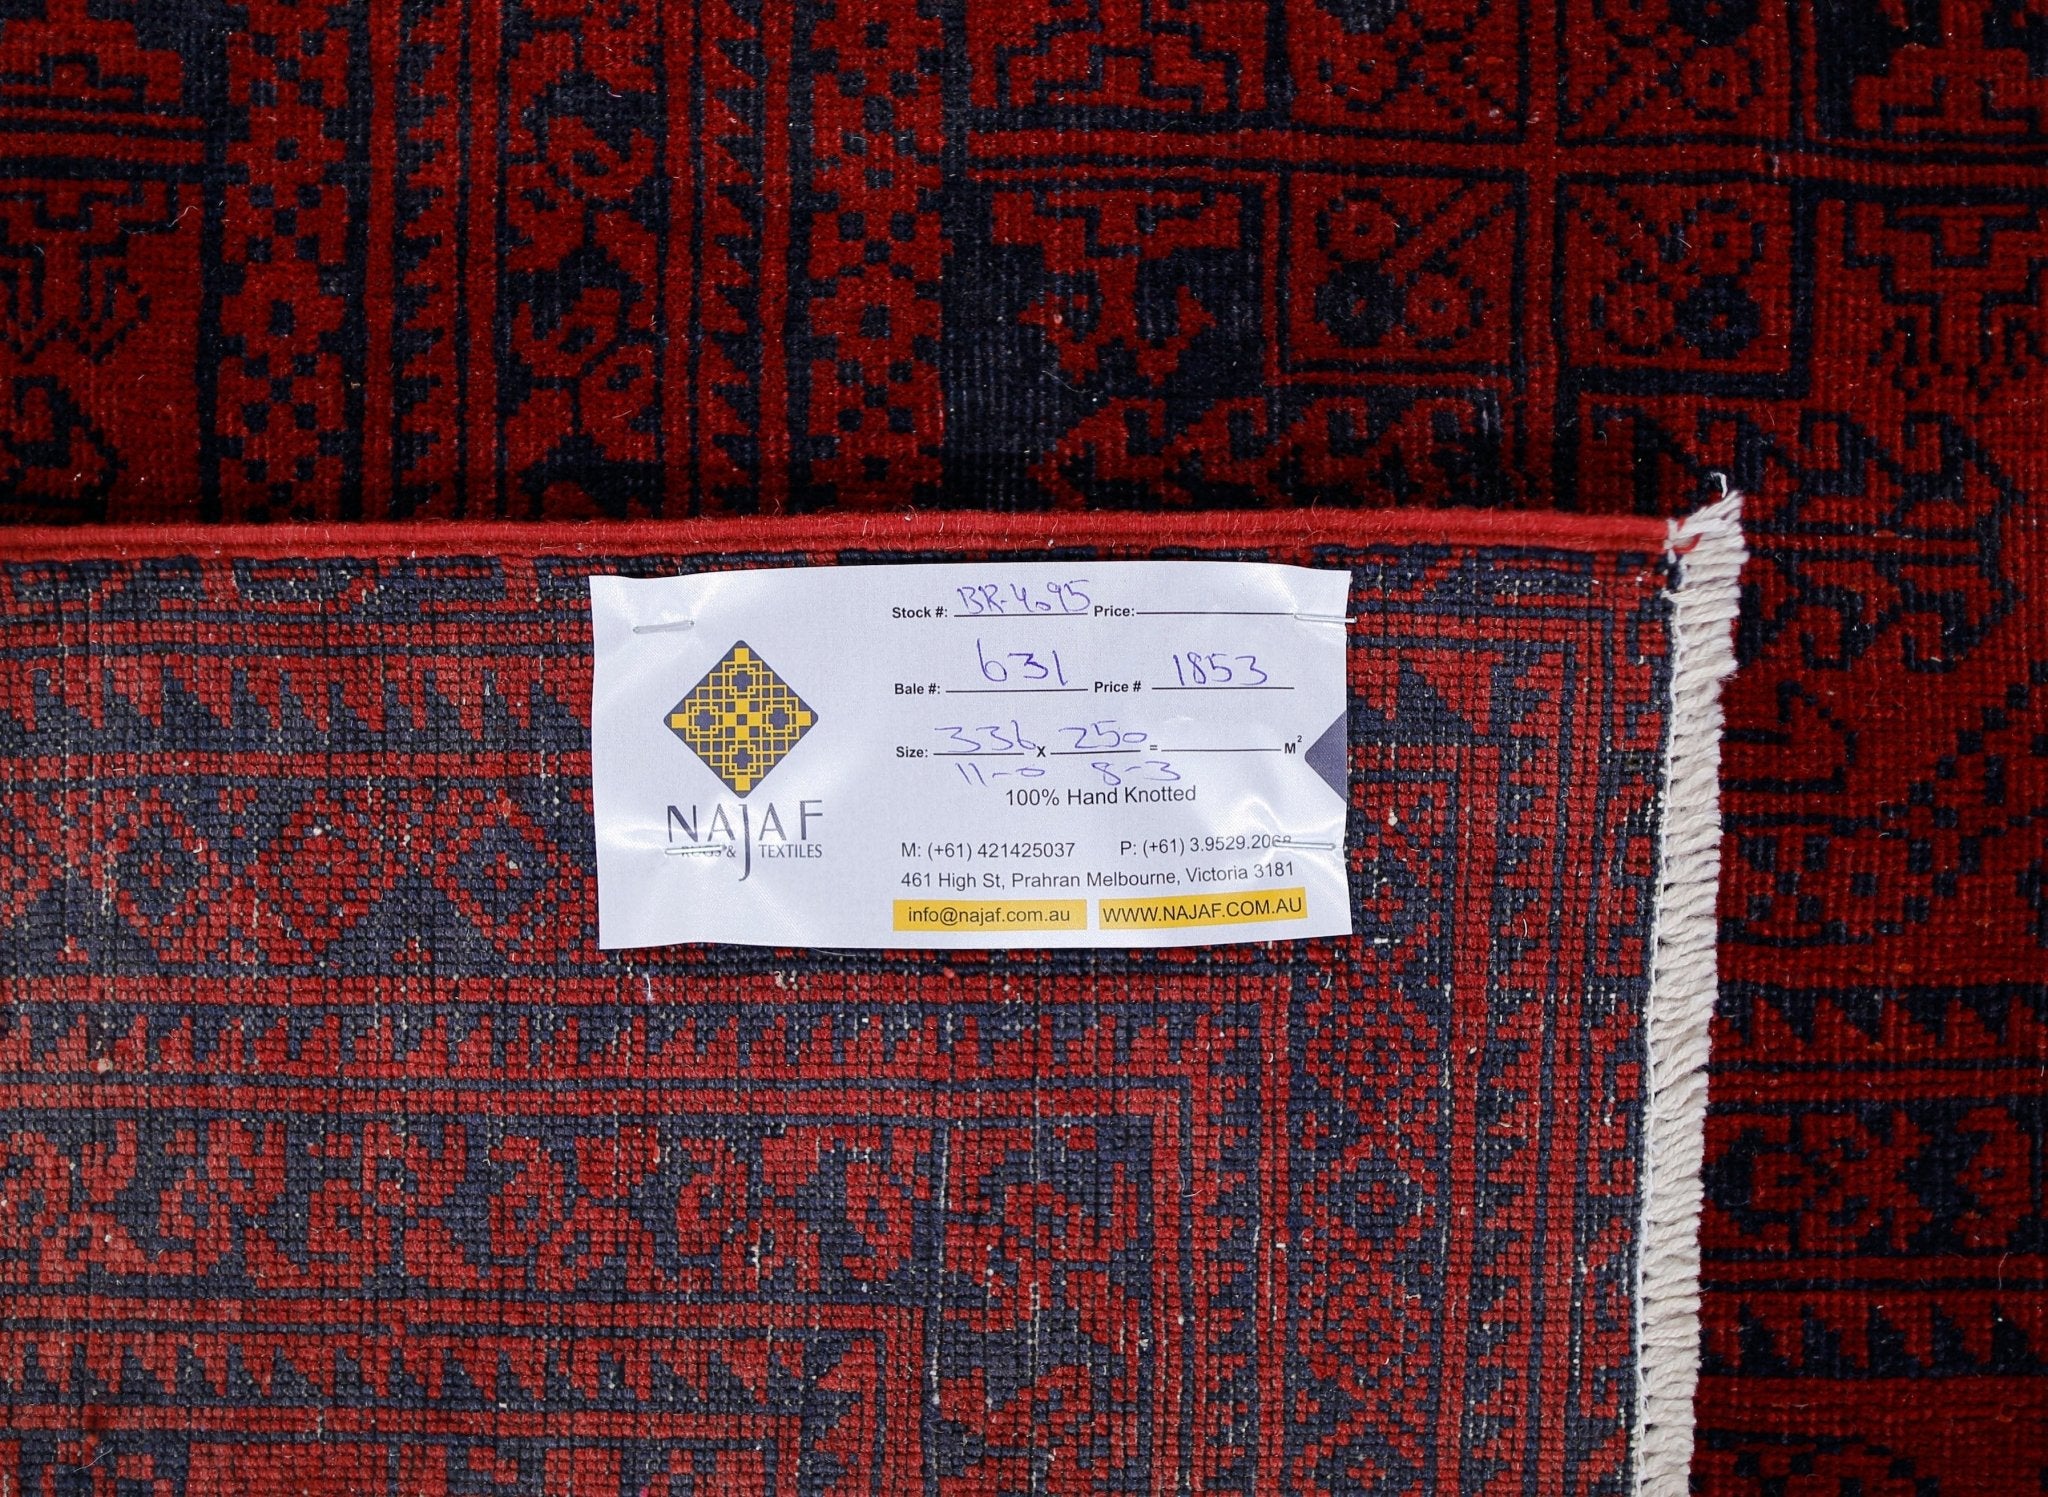 Stock #: BR-4095 Price:
Bale #: 631 Price # 1853
Size: 336 x 250 = M²
11-0 8-3
100% Hand Knotted
NAJAF
RUGS & TEXTILES
M: (+61) 421425037 P: (+61) 3.9529.2068
461 High St, Prahran Melbourne, Victoria 3181
info@najaf.com.au WWW.NAJAF.COM.AU